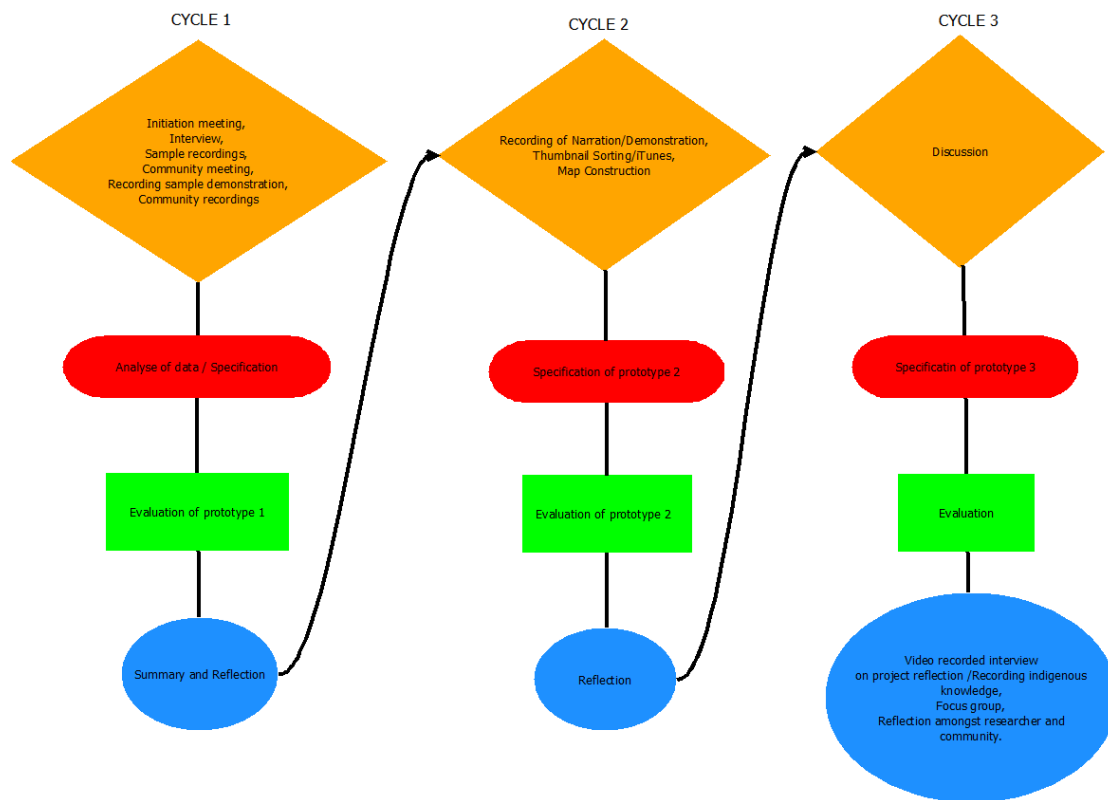 CYCLE 1
Initiation meeting,
Interview,
Sample recordings,
Community meeting,
Recording sample demonstration,
Community recordings
Analyse of data / Specification
Evaluation of prototype 1
Summary and Reflection
CYCLE 2
Recording of Narration/Demonstration,
Thumbnail Sorting/iTunes,
Map Construction
Specification of prototype 2
Evaluation of prototype 2
Reflection
CYCLE 3
Discussion
Specificatin of prototype 3
Evaluation
Video recorded interview
on project reflection /Recording indigenous
knowledge,
Focus group,
Reflection amongst researcher and
community.